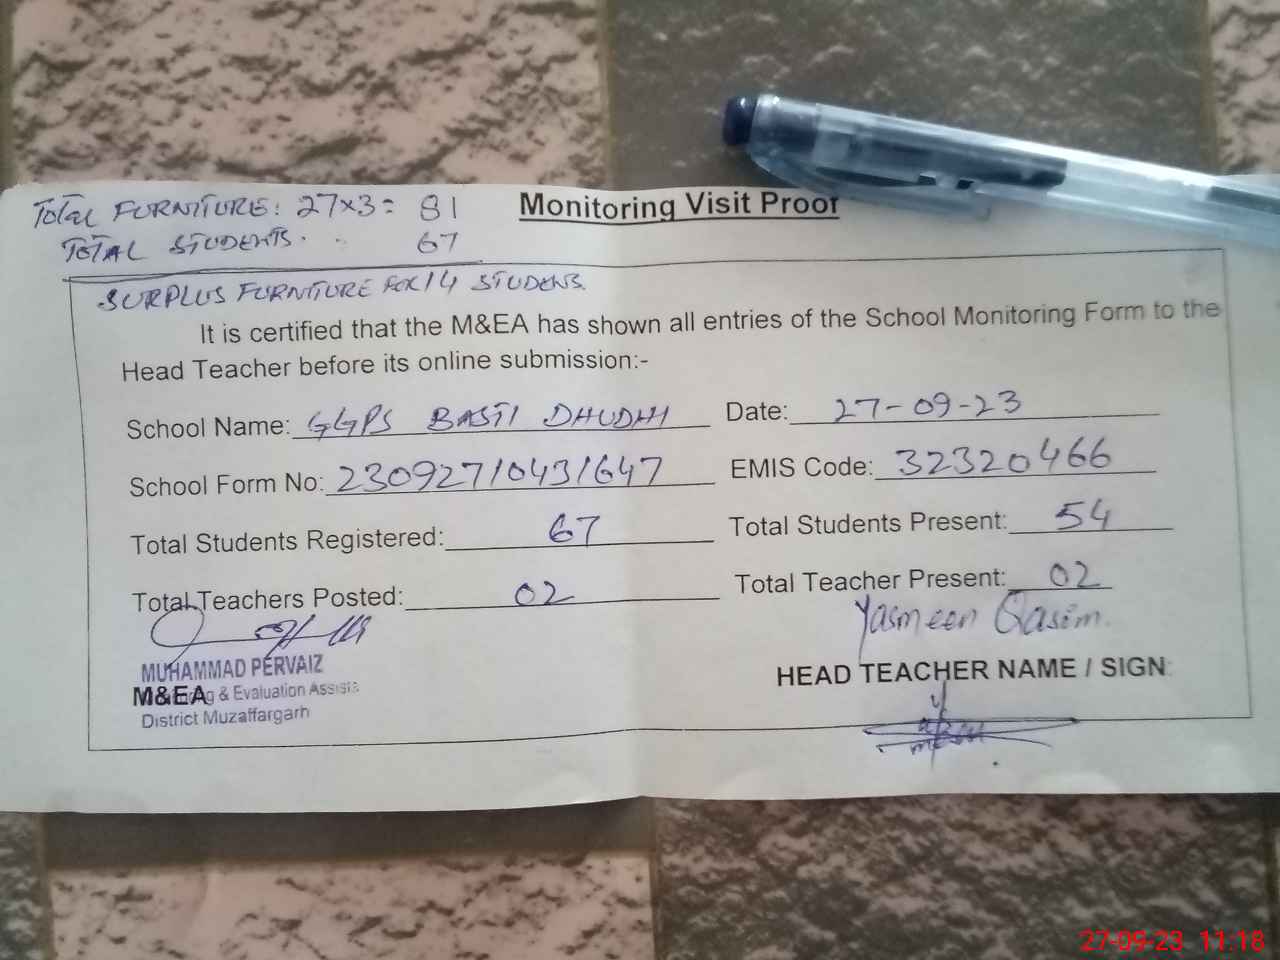 TOTAL FURNITURE: 27×3= 81
TOTAL STUDENTS. .. 67
Monitoring Visit Proof
SURPLUS FURNITURE FOR 14 STUDENS.
It is certified that the M&EA has shown all entries of the School Monitoring Form to the
Head Teacher before its online submission:-
School Name: GGPS BASTI DHUDHI Date: 27-09-23
School Form No: 23092710431647 EMIS Code: 32320466
Total Students Registered: 67 Total Students Present: 54
Total Teachers Posted: 02 Total Teacher Present: 02
Yasmeen Qasim.
MUHAMMAD PERVAIZ
HEAD TEACHER NAME / SIGN:
M&EA & Evaluation
District Muzaffargarh
27-09-23 11:18